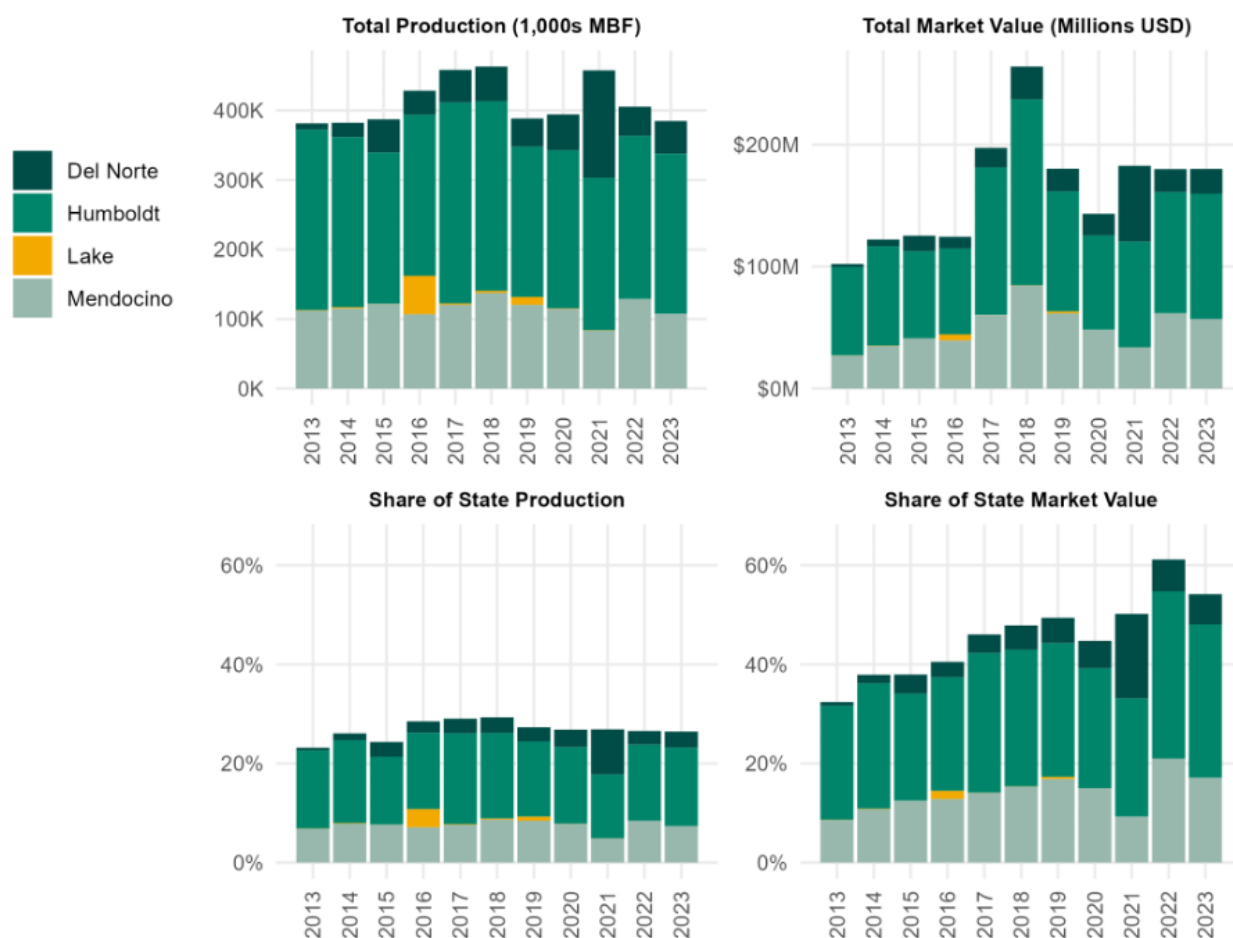 Total Production (1,000s MBF)
Total Market Value (Millions USD)
Del Norte
Humboldt
Lake
Mendocino
400K
300K
200K
100K
0K
$200M
$100M
$0M
2013 2014 2015 2016 2017 2018 2019 2020 2021 2022 2023
2013 2014 2015 2016 2017 2018 2019 2020 2021 2022 2023
Share of State Production
Share of State Market Value
60%
40%
20%
0%
60%
40%
20%
0%
2013 2014 2015 2016 2017 2018 2019 2020 2021 2022 2023
2013 2014 2015 2016 2017 2018 2019 2020 2021 2022 2023